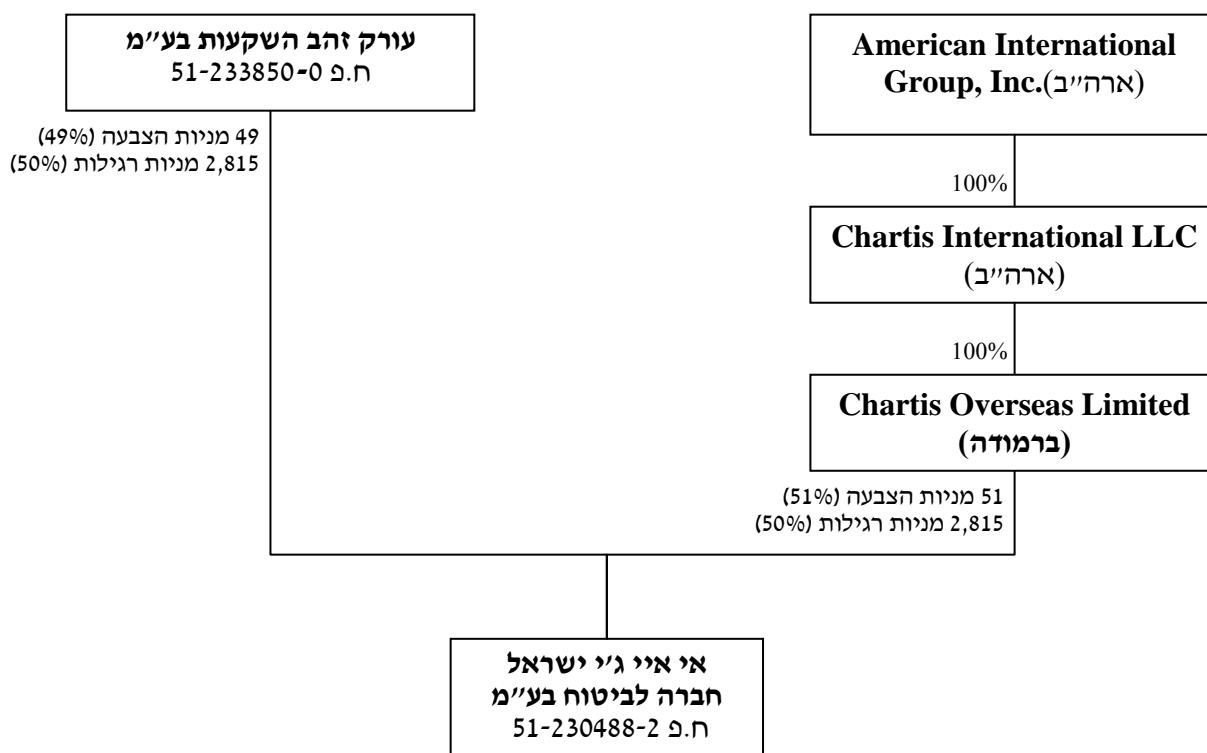 עורק זהב השקעות בע״מ
ח.פ 51-233850-0
49 מניות הצבעה (49%)
2,815 מניות רגילות (50%)
American International
Group, Inc.(ארה״ב)
100%
Chartis International LLC
(ארה״ב)
100%
Chartis Overseas Limited
(ברמודה)
51 מניות הצבעה (51%)
2,815 מניות רגילות (50%)
אי איי ג׳י ישראל
חברה לביטוח בע״מ
ח.פ 51-230488-2